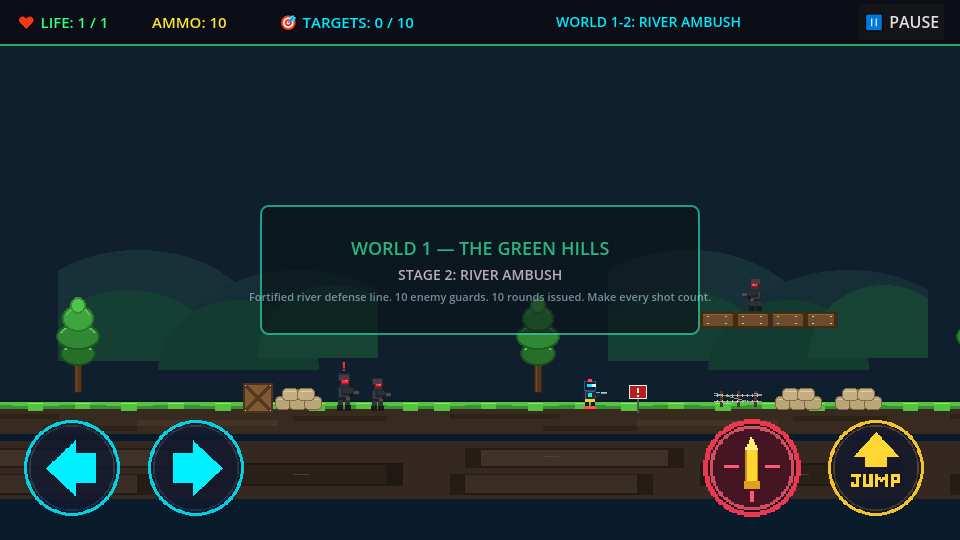 LIFE: 1 / 1
AMMO: 10
TARGETS: 0 / 10
WORLD 1-2: RIVER AMBUSH
PAUSE
WORLD 1 — THE GREEN HILLS
STAGE 2: RIVER AMBUSH
Fortified river defense line. 10 enemy guards. 10 rounds issued. Make every shot count.
!
!
JUMP